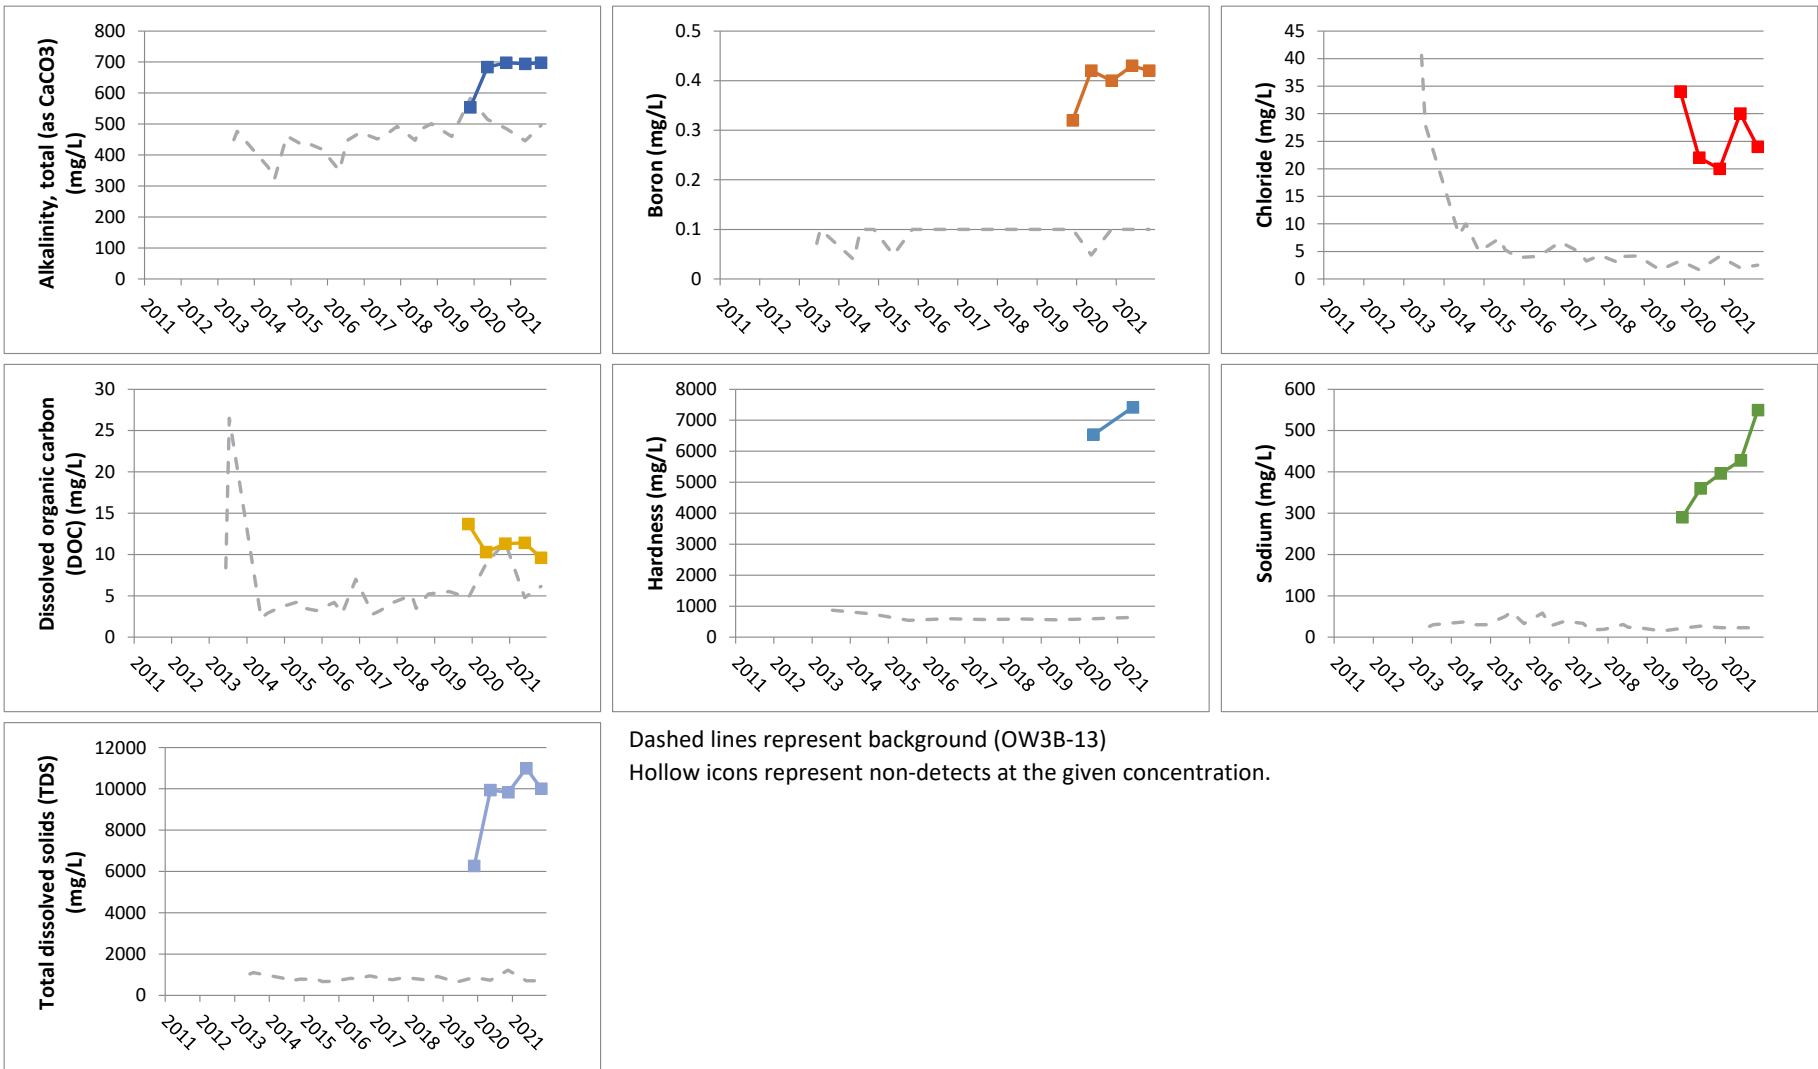 Alkalinity, total (as CaCO3)
(mg/L)
800
700
600
500
400
300
200
100
0
2011 2012 2013 2014 2015 2016 2017 2018 2019 2020 2021
Boron (mg/L)
0.5
0.4
0.3
0.2
0.1
0
2011 2012 2013 2014 2015 2016 2017 2018 2019 2020 2021
Chloride (mg/L)
45
40
35
30
25
20
15
10
5
0
2011 2012 2013 2014 2015 2016 2017 2018 2019 2020 2021
Dissolved organic carbon
(DOC) (mg/L)
30
25
20
15
10
5
0
2011 2012 2013 2014 2015 2016 2017 2018 2019 2020 2021
Hardness (mg/L)
8000
7000
6000
5000
4000
3000
2000
1000
0
2011 2012 2013 2014 2015 2016 2017 2018 2019 2020 2021
Sodium (mg/L)
600
500
400
300
200
100
0
2011 2012 2013 2014 2015 2016 2017 2018 2019 2020 2021
Total dissolved solids (TDS)
(mg/L)
12000
10000
8000
6000
4000
2000
0
2011 2012 2013 2014 2015 2016 2017 2018 2019 2020 2021
Dashed lines represent background (OW3B-13)
Hollow icons represent non-detects at the given concentration.